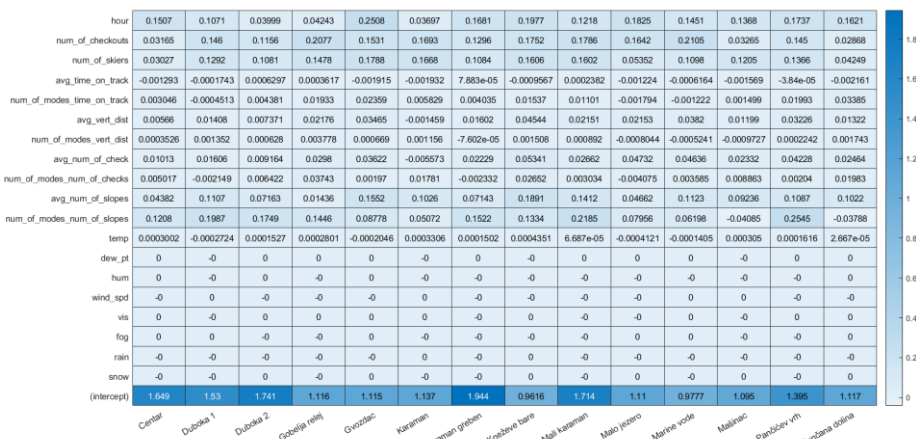 hour 0.1507 0.1071 0.03999 0.04243 0.2508 0.03697 0.1681 0.1977 0.1218 0.1825 0.1451 0.1368 0.1737 0.1621
num_of_checkouts 0.03165 0.146 0.1156 0.2077 0.1531 0.1693 0.1296 0.1752 0.1786 0.1642 0.2105 0.03265 0.145 0.02868
num_of_skiers 0.03027 0.1292 0.1081 0.1478 0.1788 0.1668 0.1084 0.1606 0.1602 0.05352 0.1098 0.1205 0.1366 0.04249
avg_time_on_track -0.001293 -0.0001743 0.0006297 0.0003617 -0.001915 -0.001932 7.883e-05 -0.0009567 0.0002382 -0.001224 -0.0006164 -0.001569 -3.84e-05 -0.002161
num_of_modes_time_on_track 0.003046 -0.0004513 0.004381 0.01933 0.02359 0.005829 0.004035 0.01537 0.01101 -0.001794 -0.001222 0.001499 0.01993 0.03385
avg_vert_dist 0.00566 0.01408 0.007371 0.02176 0.03465 -0.001459 0.01602 0.04544 0.02151 0.02153 0.0382 0.01199 0.03226 0.01322
num_of_modes_vert_dist 0.0003526 0.001352 0.000628 0.003778 0.000669 0.001156 -7.602e-05 0.001508 0.000892 -0.0008044 -0.0005241 -0.0009727 0.0002242 0.001743
avg_num_of_check 0.01013 0.01606 0.009164 0.0298 0.03622 -0.005573 0.02229 0.05341 0.02662 0.04732 0.04636 0.02332 0.04228 0.02464
num_of_modes_num_of_checks 0.005017 -0.002149 0.006422 0.03743 0.00197 0.01781 -0.002332 0.02652 0.003034 -0.004075 0.003585 0.008863 0.00204 0.01983
avg_num_of_slopes 0.04382 0.1107 0.07163 0.01436 0.1552 0.1026 0.07143 0.1891 0.1412 0.04662 0.1123 0.09236 0.1087 0.1022
num_of_modes_num_of_slopes 0.1208 0.1987 0.1749 0.1446 0.08778 0.05072 0.1522 0.1334 0.2185 0.07956 0.06198 -0.04085 0.2545 -0.03788
temp 0.0003002 -0.0002724 0.0001527 0.0002801 -0.0002046 0.0003306 0.0001502 0.0004351 6.687e-05 -0.0004121 -0.0001405 0.000305 0.0001616 2.667e-05
dew_pt 0 -0 0 0 -0 0 0 0 0 -0 -0 0 0 0
hum 0 -0 -0 -0 0 -0 -0 0 -0 0 0 -0 -0 -0
wind_spd -0 0 -0 -0 -0 -0 -0 -0 -0 -0 -0 -0 -0 -0
vis 0 -0 -0 -0 0 -0 -0 0 -0 0 0 -0 -0 0
fog 0 0 -0 -0 0 -0 -0 0 -0 0 0 -0 -0 -0
rain -0 -0 -0 -0 -0 -0 -0 -0 -0 -0 -0 -0 -0 -0
snow -0 -0 0 -0 0 -0 -0 0 -0 0 0 -0 -0 0
(intercept) 1.649 1.53 1.741 1.116 1.115 1.137 1.944 0.9616 1.714 1.11 0.9777 1.095 1.395 1.117
Centar Duboka 1 Duboka 2 Gobelija relej Gvozdac Karaman raman greben Kneževe bare Mali karaman Malo jezero Marine vode Mašinac Pančićev vrh nčana dolina
1.8
1.6
1.4
1.2
1
0.8
0.6
0.4
0.2
0